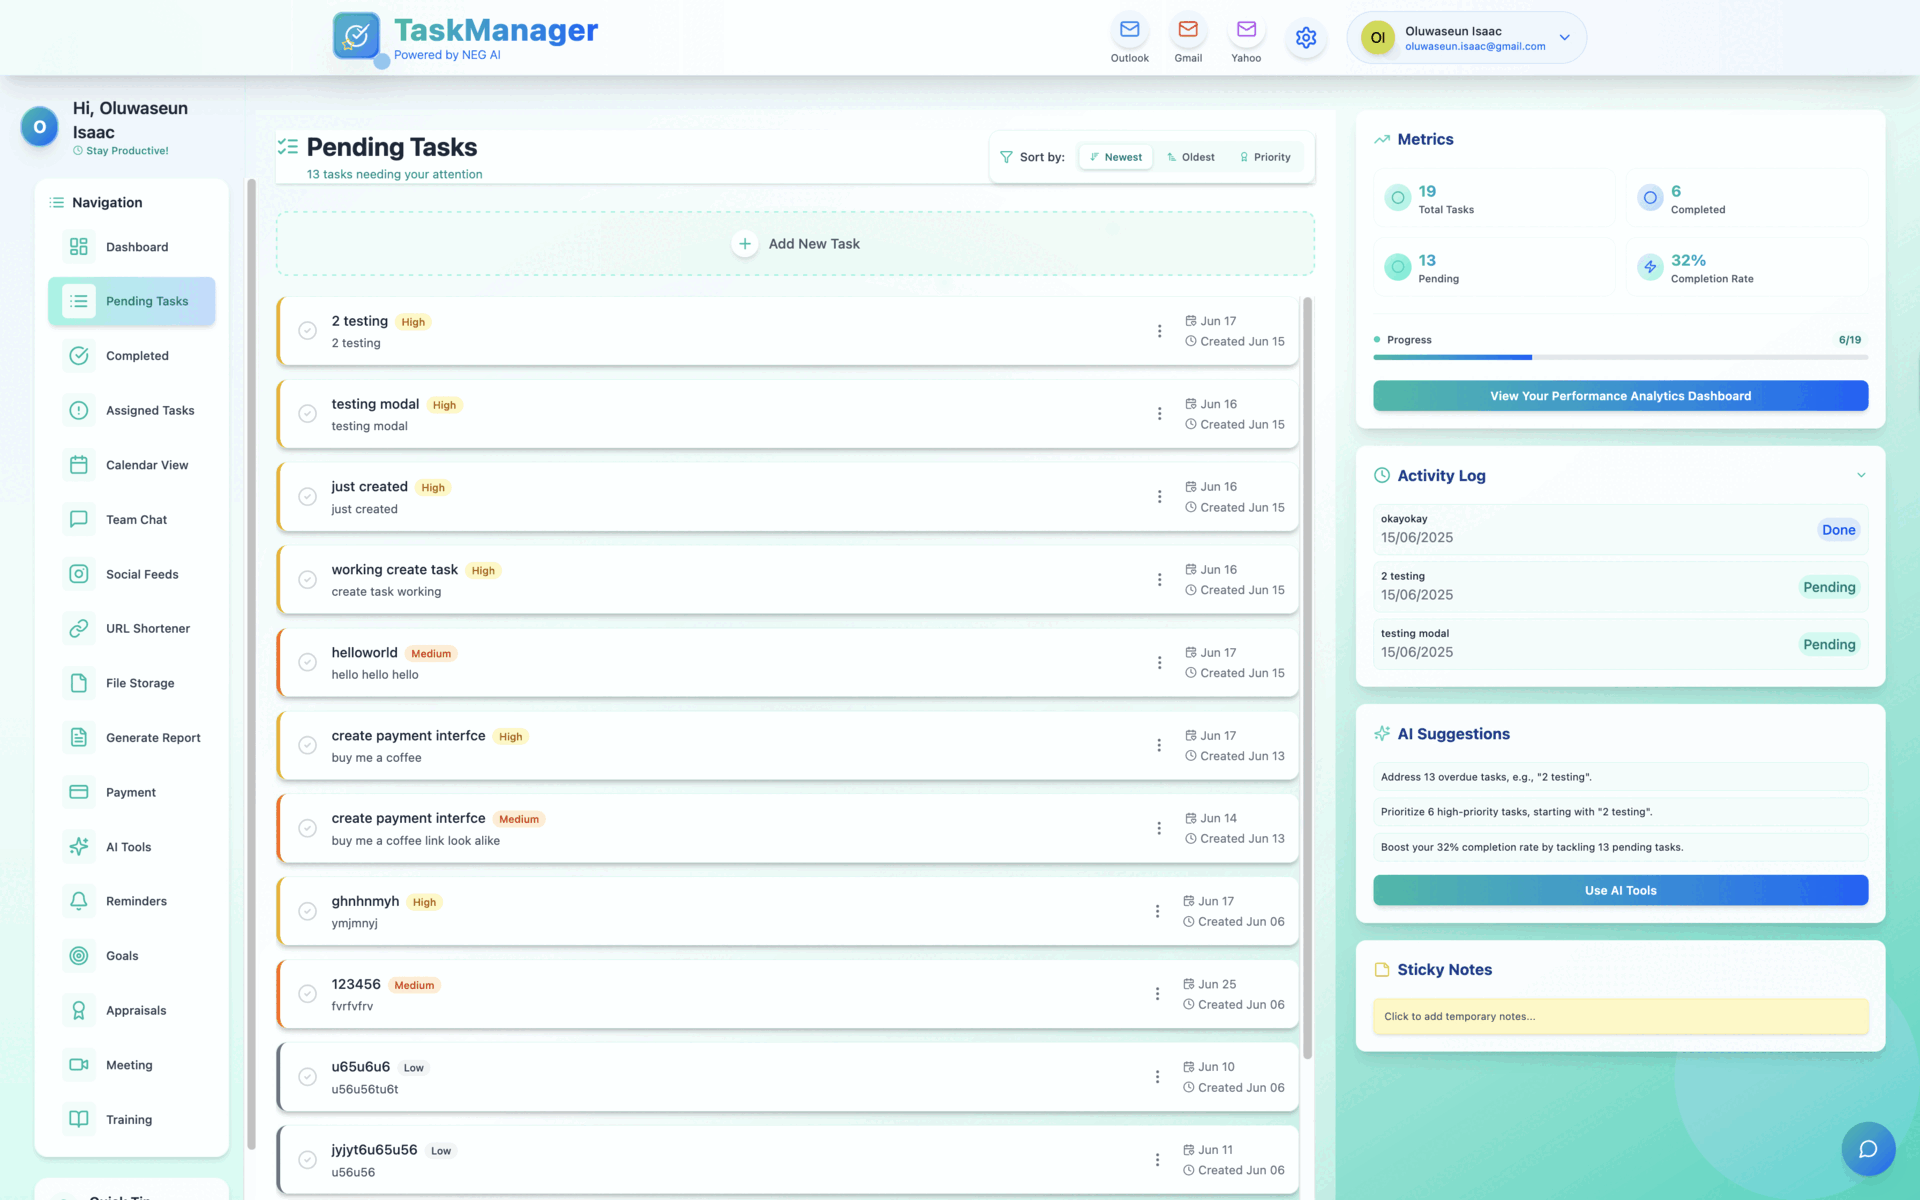 TaskManager
Powered by NEG AI
Outlook
Gmail
Yahoo
OI
Oluwaseun Isaac
oluwaseun.isaac@gmail.com
O
Hi, Oluwaseun
Isaac
Stay Productive!
Navigation
Dashboard
Pending Tasks
Completed
Assigned Tasks
Calendar View
Team Chat
Social Feeds
URL Shortener
File Storage
Generate Report
Payment
AI Tools
Reminders
Goals
Appraisals
Meeting
Training
Pending Tasks
13 tasks needing your attention
Sort by:
Newest
Oldest
Priority
Add New Task
2 testing High
2 testing
Jun 17
Created Jun 15
testing modal High
testing modal
Jun 16
Created Jun 15
just created High
just created
Jun 16
Created Jun 15
working create task High
create task working
Jun 16
Created Jun 15
helloworld Medium
hello hello hello
Jun 17
Created Jun 15
create payment interfce High
buy me a coffee
Jun 17
Created Jun 13
create payment interfce Medium
buy me a coffee link look alike
Jun 14
Created Jun 13
ghnhnmyh High
ymjmnyj
Jun 17
Created Jun 06
123456 Medium
fvrfvfrv
Jun 25
Created Jun 06
u65u6u6 Low
u56u56tu6t
Jun 10
Created Jun 06
jyjyt6u65u56 Low
u56u56
Jun 11
Created Jun 06
Metrics
19
Total Tasks
6
Completed
13
Pending
32%
Completion Rate
Progress
6/19
View Your Performance Analytics Dashboard
Activity Log
okayokay
15/06/2025
Done
2 testing
15/06/2025
Pending
testing modal
15/06/2025
Pending
AI Suggestions
Address 13 overdue tasks, e.g., "2 testing".
Prioritize 6 high-priority tasks, starting with "2 testing".
Boost your 32% completion rate by tackling 13 pending tasks.
Use AI Tools
Sticky Notes
Click to add temporary notes...